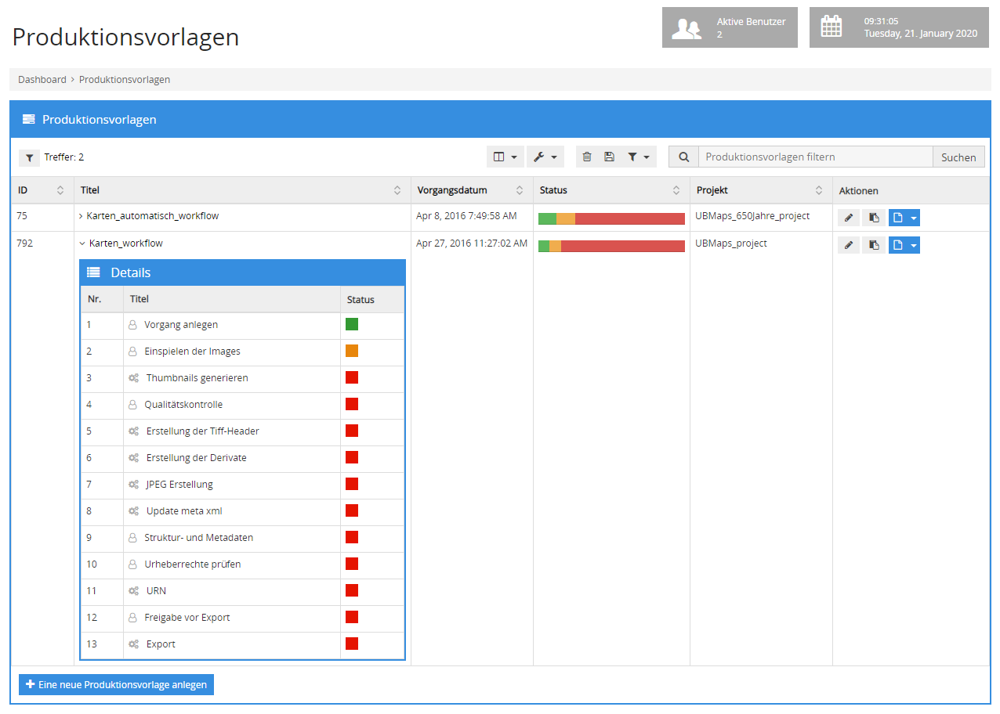 Produktionsvorlagen
Aktive Benutzer
2
09:31:05
Tuesday, 21. January 2020
Dashboard › Produktionsvorlagen
Produktionsvorlagen
Treffer: 2
Produktionsvorlagen filtern
Suchen
ID Titel Vorgangsdatum Status Projekt Aktionen
75 Karten_automatisch_workflow Apr 8, 2016 7:49:58 AM UBMaps_650Jahre_project
792 Karten_workflow Apr 27, 2016 11:27:02 AM UBMaps_project
Details
Nr. Titel Status
1 Vorgang anlegen
2 Einspielen der Images
3 Thumbnails generieren
4 Qualitätskontrolle
5 Erstellung der Tiff-Header
6 Erstellung der Derivate
7 JPEG Erstellung
8 Update meta xml
9 Struktur- und Metadaten
10 Urheberrechte prüfen
11 URN
12 Freigabe vor Export
13 Export
Eine neue Produktionsvorlage anlegen